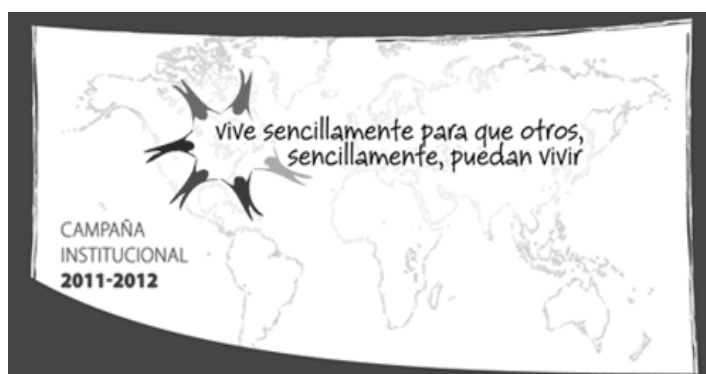 vive sencillamente para que otros,
sencillamente, puedan vivir
CAMPAÑA
INSTITUCIONAL
2011-2012